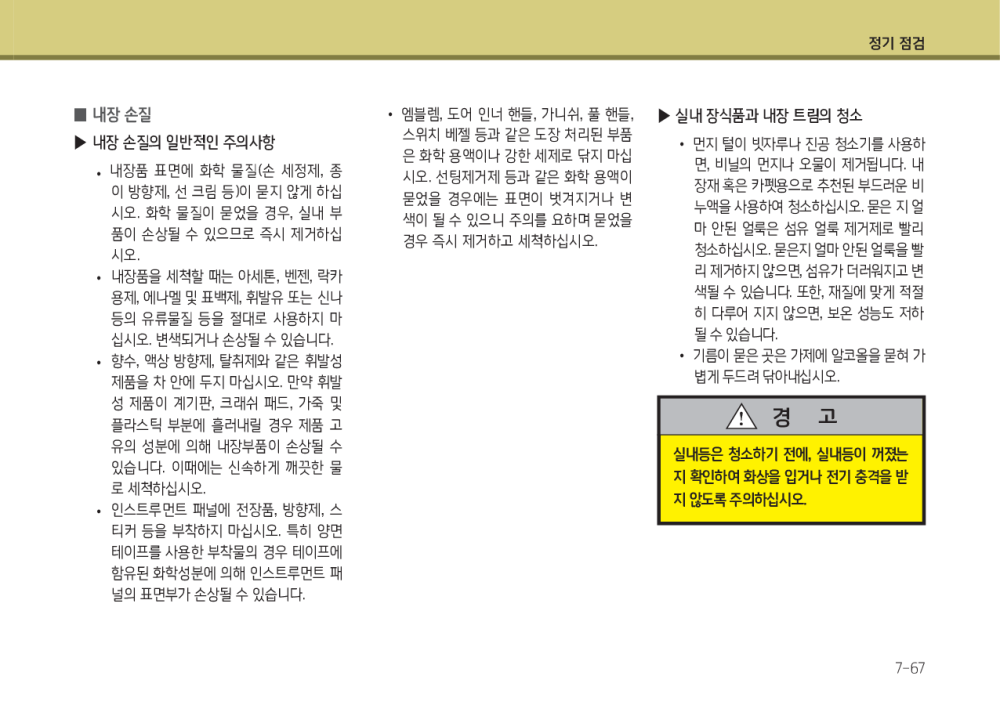 정기 점검
■ 내장 손질
▶ 내장 손질의 일반적인 주의사항
• 내장품 표면에 화학 물질(손 세정제, 종
이 방향제, 선 크림 등)이 묻지 않게 하십
시오. 화학 물질이 묻었을 경우, 실내 부
품이 손상될 수 있으므로 즉시 제거하십
시오.
• 내장품을 세척할 때는 아세톤, 벤젠, 락카
용제, 에나멜 및 표백제, 휘발유 또는 신나
등의 유류물질 등을 절대로 사용하지 마
십시오. 변색되거나 손상될 수 있습니다.
• 향수, 액상 방향제, 탈취제와 같은 휘발성
제품을 차 안에 두지 마십시오. 만약 휘발
성 제품이 계기판, 크래쉬 패드, 가죽 및
플라스틱 부분에 흘러내릴 경우 제품 고
유의 성분에 의해 내장부품이 손상될 수
있습니다. 이때에는 신속하게 깨끗한 물
로 세척하십시오.
• 인스트루먼트 패널에 전장품, 방향제, 스
티커 등을 부착하지 마십시오. 특히 양면
테이프를 사용한 부착물의 경우 테이프에
함유된 화학성분에 의해 인스트루먼트 패
널의 표면부가 손상될 수 있습니다.
• 엠블렘, 도어 인너 핸들, 가니쉬, 풀 핸들,
스위치 베젤 등과 같은 도장 처리된 부품
은 화학 용액이나 강한 세제로 닦지 마십
시오. 선팅제거제 등과 같은 화학 용액이
묻었을 경우에는 표면이 벗겨지거나 변
색이 될 수 있으니 주의를 요하며 묻었을
경우 즉시 제거하고 세척하십시오.
▶ 실내 장식품과 내장 트림의 청소
• 먼지 털이 빗자루나 진공 청소기를 사용하
면, 비닐의 먼지나 오물이 제거됩니다. 내
장재 혹은 카펫용으로 추천된 부드러운 비
누액을 사용하여 청소하십시오. 묻은 지 얼
마 안된 얼룩은 섬유 얼룩 제거제로 빨리
청소하십시오. 묻은지 얼마 안된 얼룩을 빨
리 제거하지 않으면, 섬유가 더러워지고 변
색될 수 있습니다. 또한, 재질에 맞게 적절
히 다루어 지지 않으면, 보온 성능도 저하
될 수 있습니다.
• 기름이 묻은 곳은 가제에 알코올을 묻혀 가
볍게 두드려 닦아내십시오.
경 고
실내등은 청소하기 전에, 실내등이 꺼졌는
지 확인하여 화상을 입거나 전기 충격을 받
지 않도록 주의하십시오.
7-67